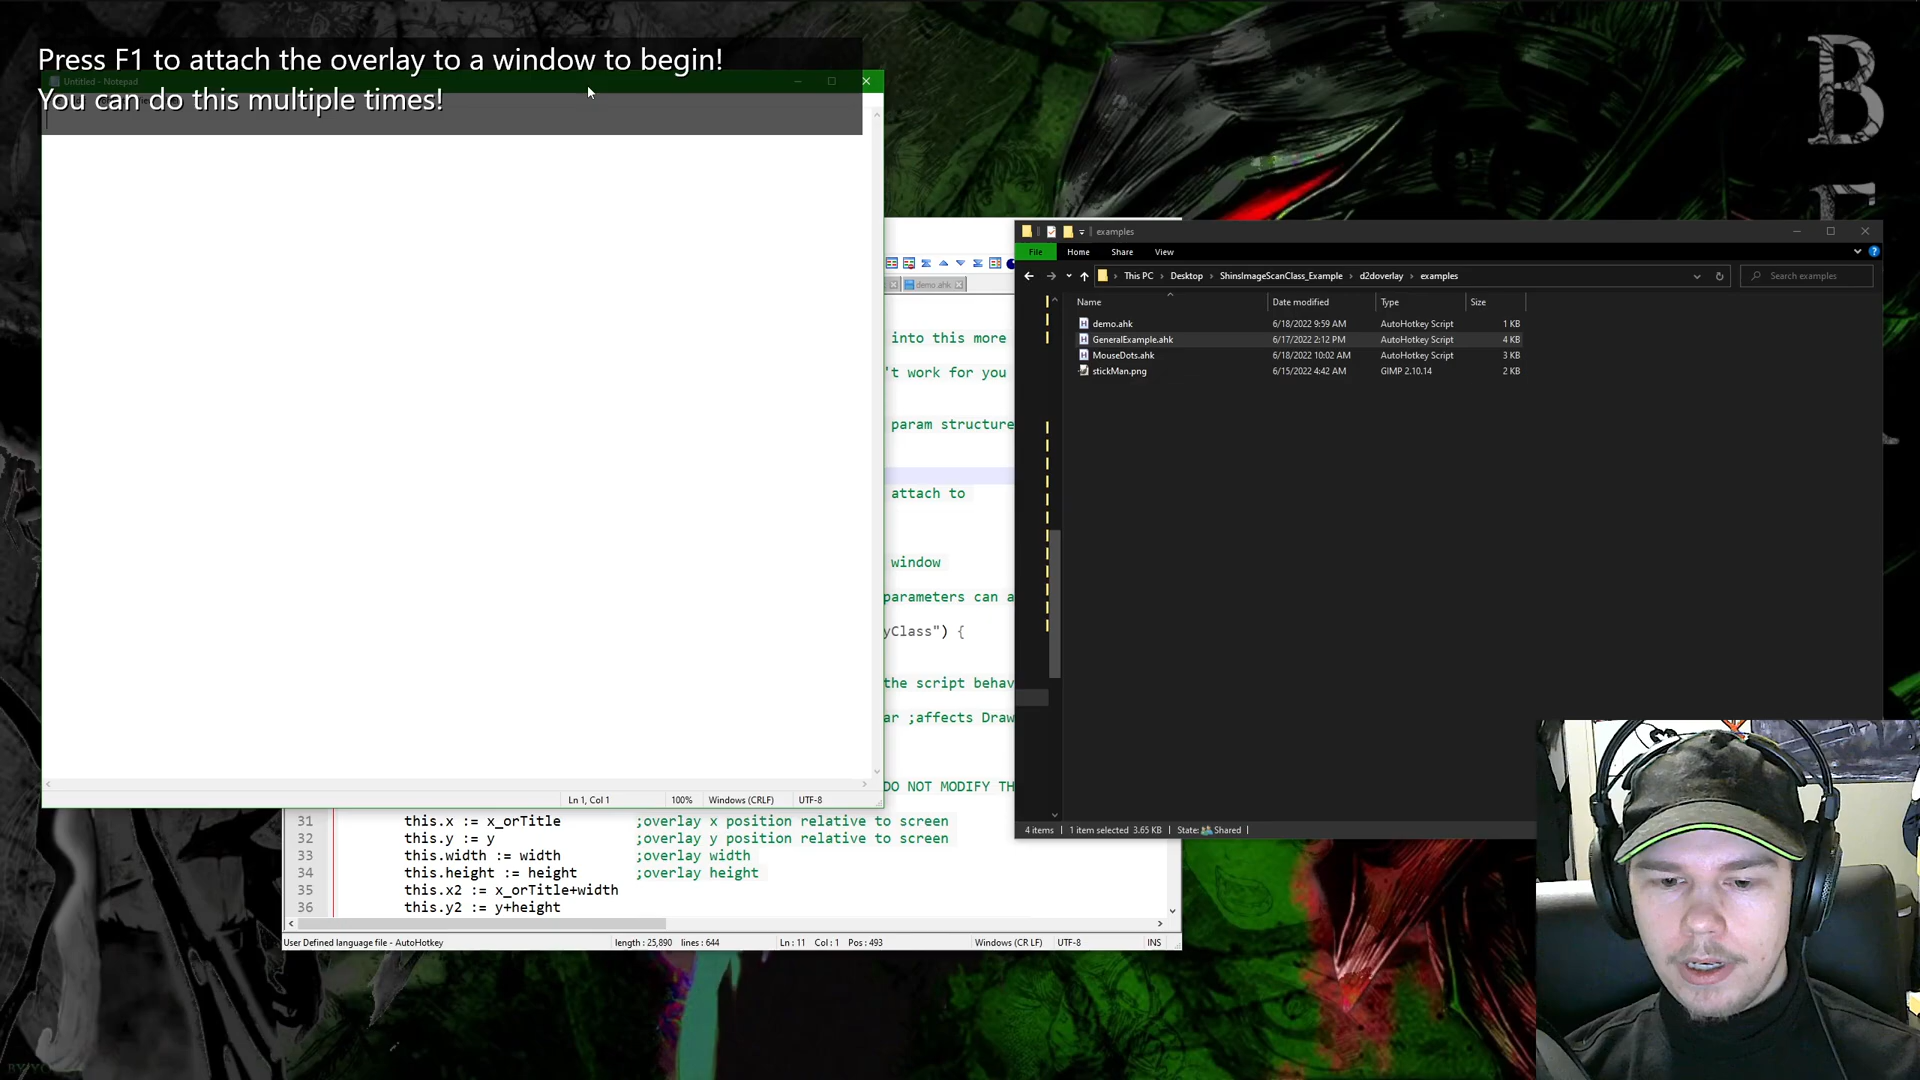 Press F1 to attach the overlay to a window to begin!
Untitled - Notepad
You can do this multiple times!
B
demo.ahk
into this more
't work for you
param structure
attach to
window
parameters can a
yClass") {
the script behav
ar ;affects Draw
DO NOT MODIFY TH
Ln 1, Col 1 100% Windows (CRLF) UTF-8
31 this.x := x_orTitle ;overlay x position relative to screen
32 this.y := y ;overlay y position relative to screen
33 this.width := width ;overlay width
34 this.height := height ;overlay height
35 this.x2 := x_orTitle+width
36 this.y2 := y+height
User Defined language file - AutoHotkey length : 25,890 lines : 644 Ln : 11 Col : 1 Pos : 493 Windows (CR LF) UTF-8 INS
examples
File Home Share View
This PC Desktop ShinsImageScanClass_Example d2doverlay examples Search examples
Name Date modified Type Size
demo.ahk 6/18/2022 9:59 AM AutoHotkey Script 1 KB
GeneralExample.ahk 6/17/2022 2:12 PM AutoHotkey Script 4 KB
MouseDots.ahk 6/18/2022 10:02 AM AutoHotkey Script 3 KB
stickMan.png 6/15/2022 4:42 AM GIMP 2.10.14 2 KB
4 items 1 item selected 3.65 KB State: Shared